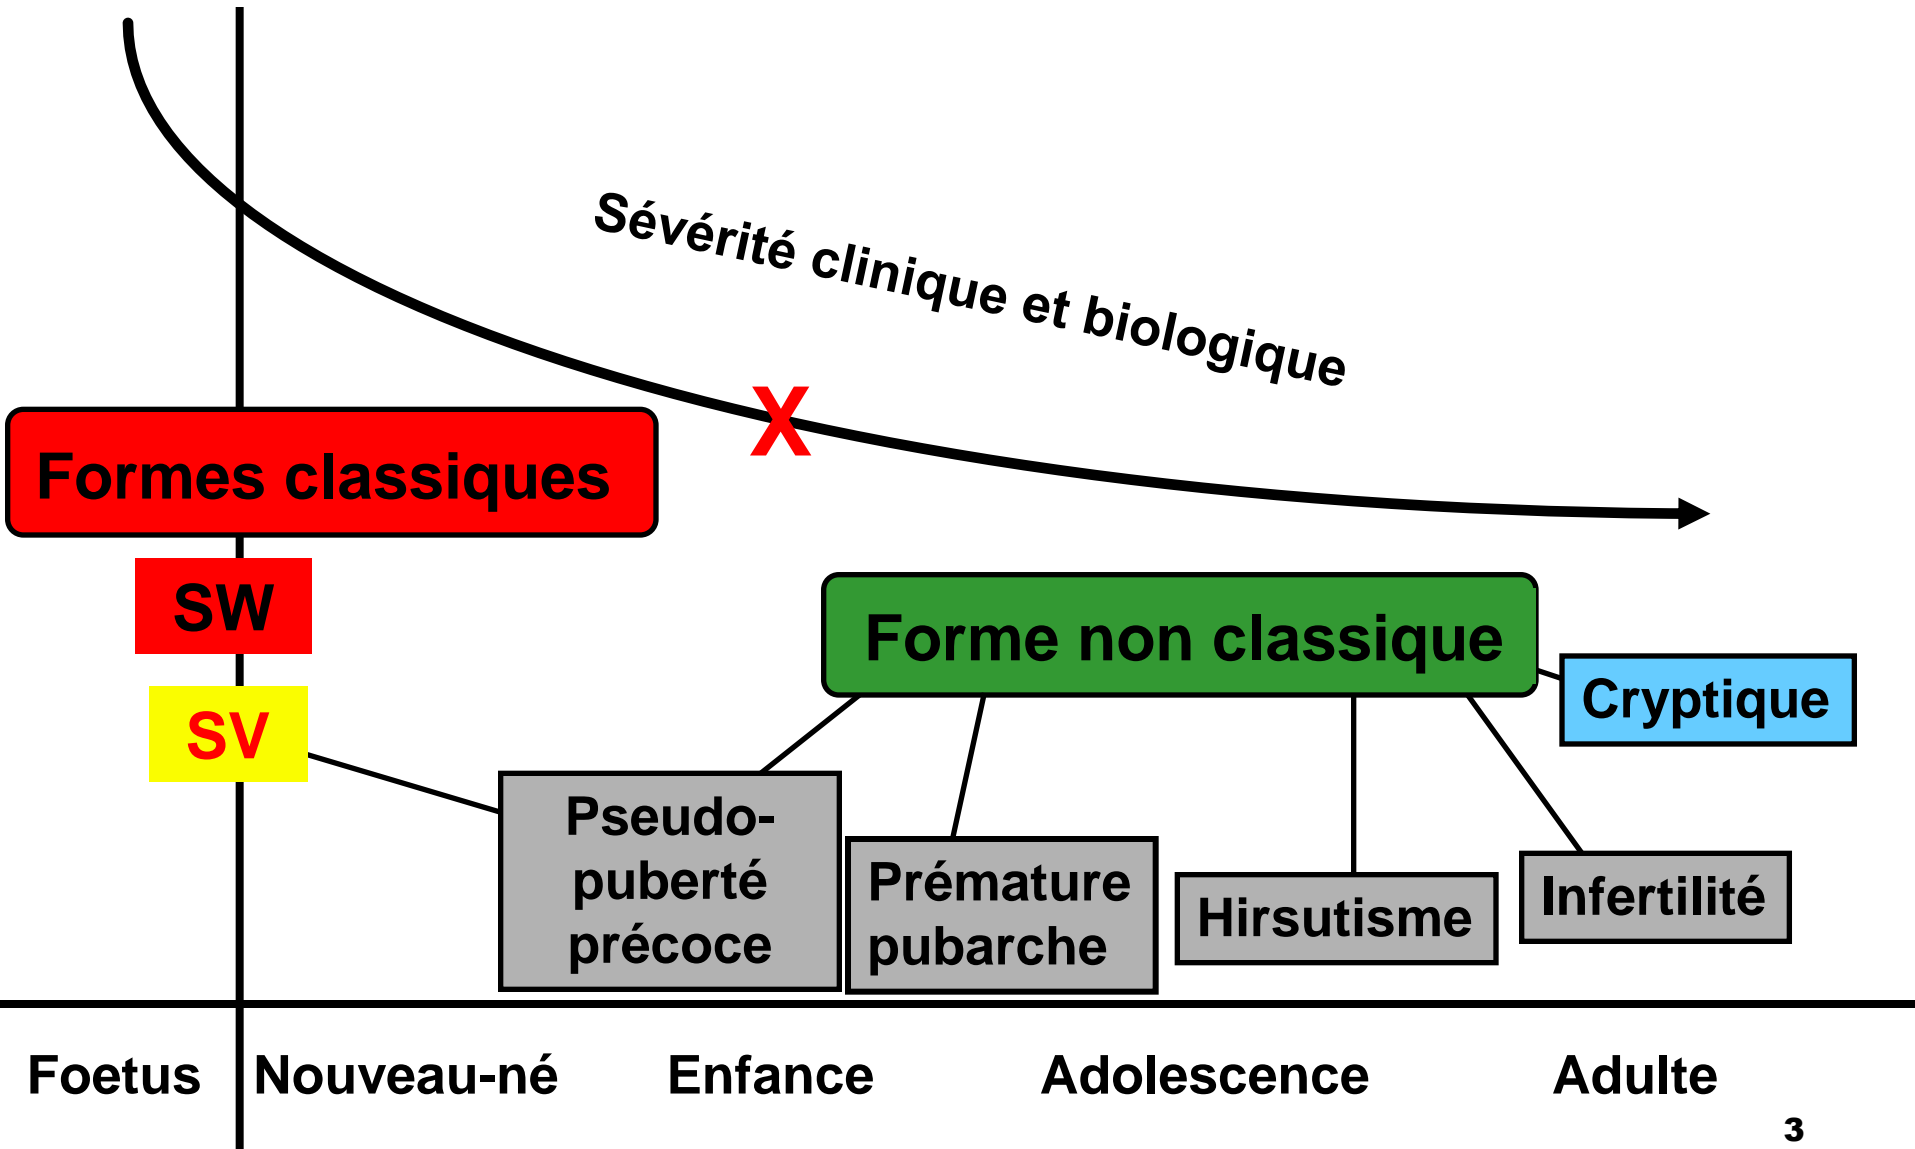 Sévérité clinique et biologique
X
Formes classiques
SW
SV
Forme non classique
Cryptique
Pseudo-
puberté
précoce
Prémature
pubarche
Hirsutisme
Infertilité
Foetus
Nouveau-né
Enfance
Adolescence
Adulte
3